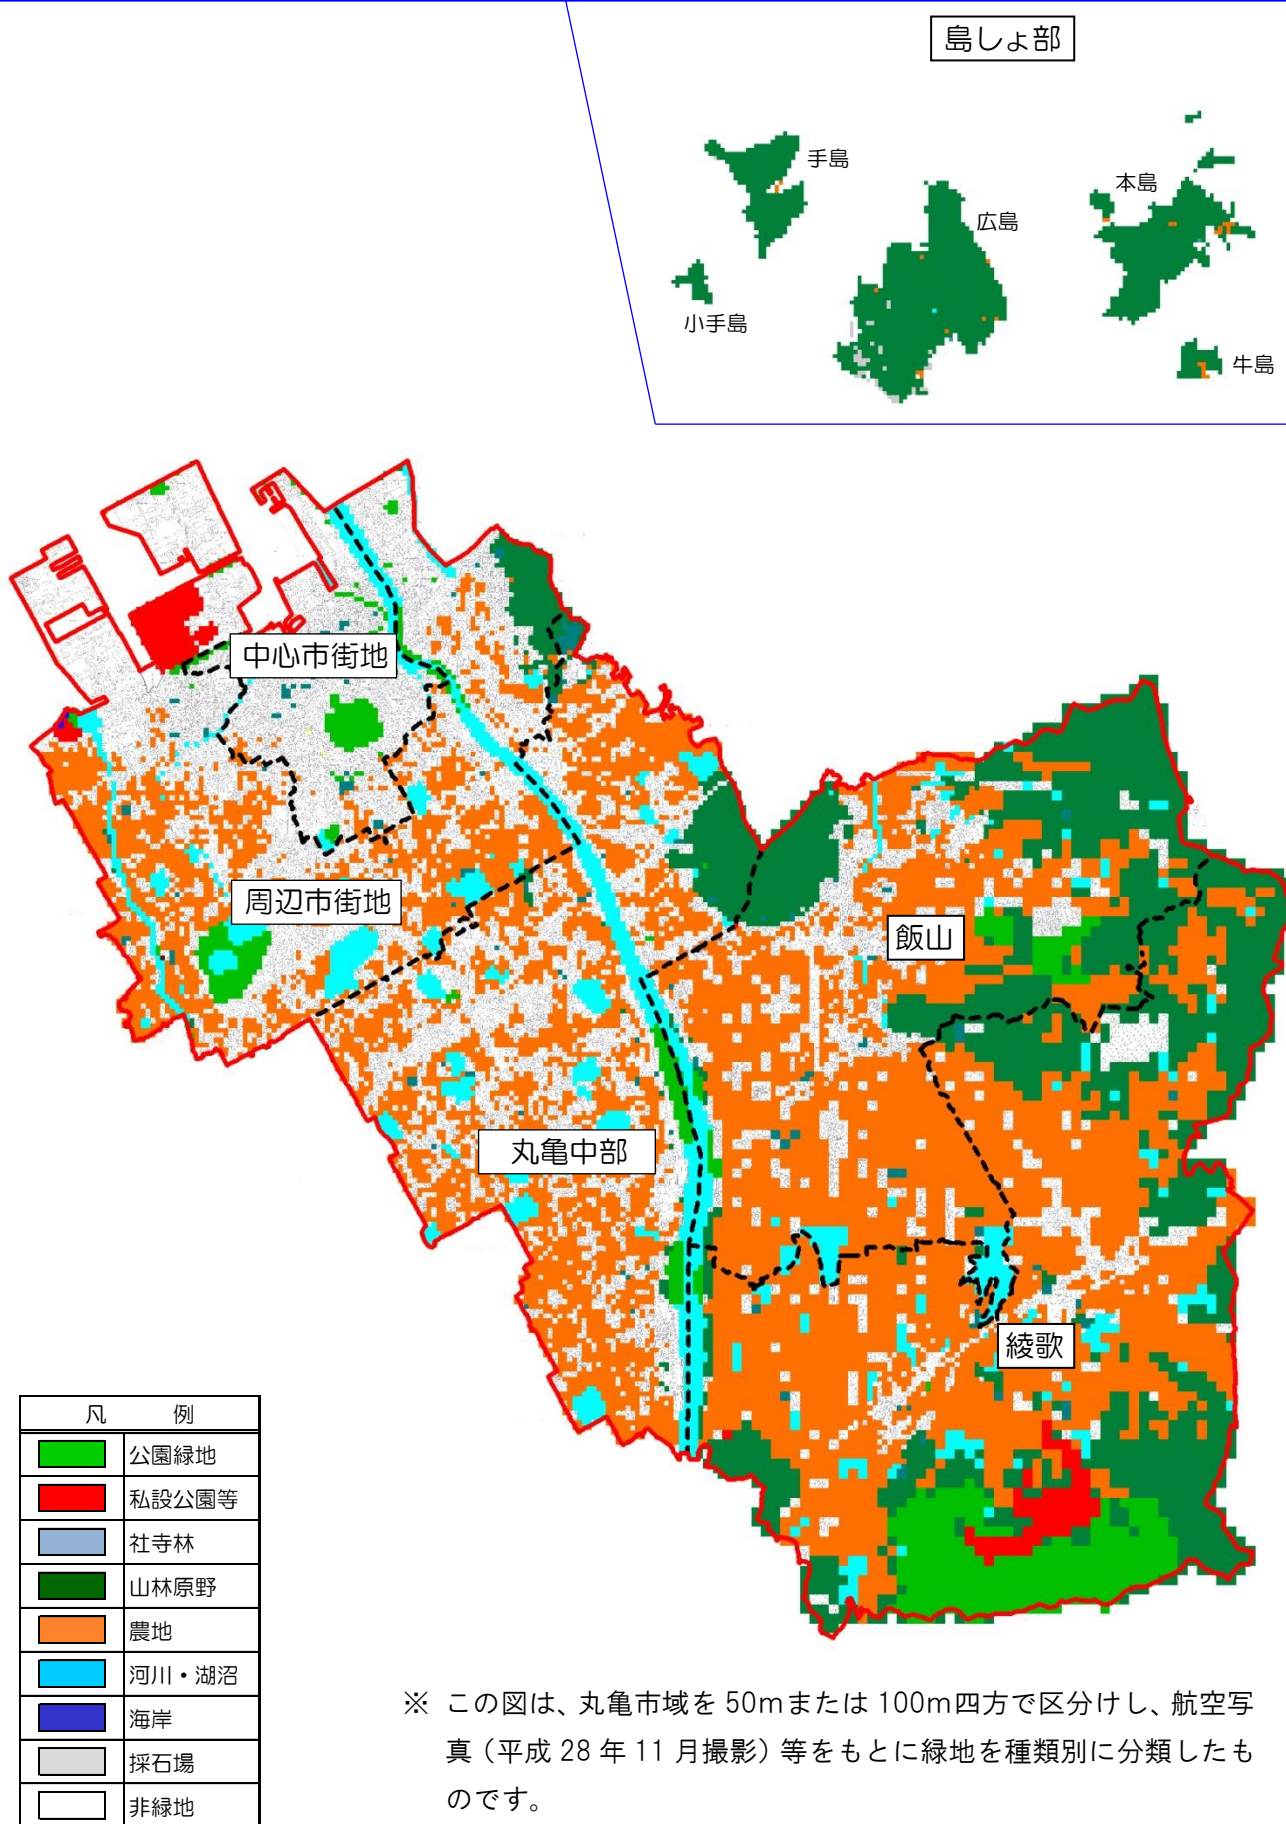 島しょ部
手島
本島
広島
小手島
牛島
中心市街地
周辺市街地
飯山
丸亀中部
綾歌
凡 例
公園緑地
私設公園等
社寺林
山林原野
農地
河川・湖沼
海岸
採石場
非緑地
※ この図は、丸亀市域を 50mまたは 100m四方で区分けし、航空写
真（平成 28 年 11 月撮影）等をもとに緑地を種類別に分類したも
のです。